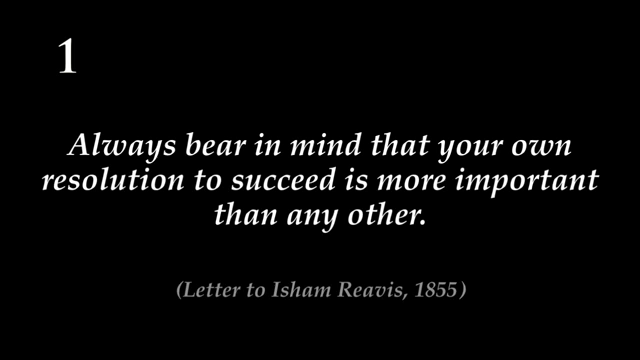 1
Always bear in mind that your own
resolution to succeed is more important
than any other.
(Letter to Isham Reavis, 1855)